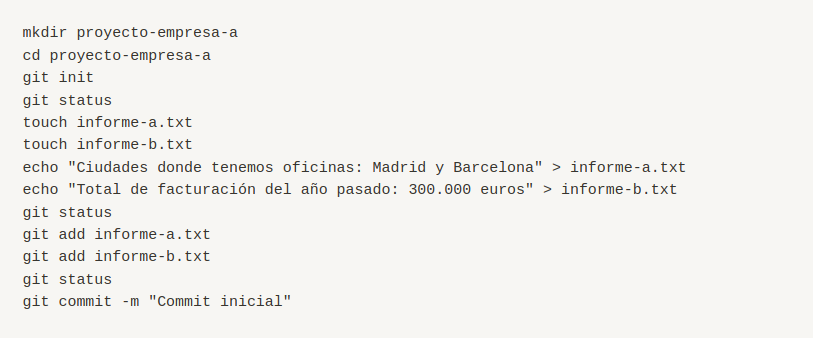 mkdir proyecto-empresa-a
cd proyecto-empresa-a
git init
git status
touch informe-a.txt
touch informe-b.txt
echo "Ciudades donde tenemos oficinas: Madrid y Barcelona" > informe-a.txt
echo "Total de facturación del año pasado: 300.000 euros" > informe-b.txt
git status
git add informe-a.txt
git add informe-b.txt
git status
git commit -m "Commit inicial"